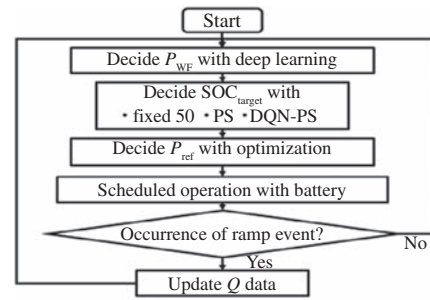 Start
Decide P_WF with deep learning
Decide SOC_target with
* fixed 50 * PS *DQN-PS
Decide P_ref with optimization
Scheduled operation with battery
Occurrence of ramp event?
No
Yes
Update Q data